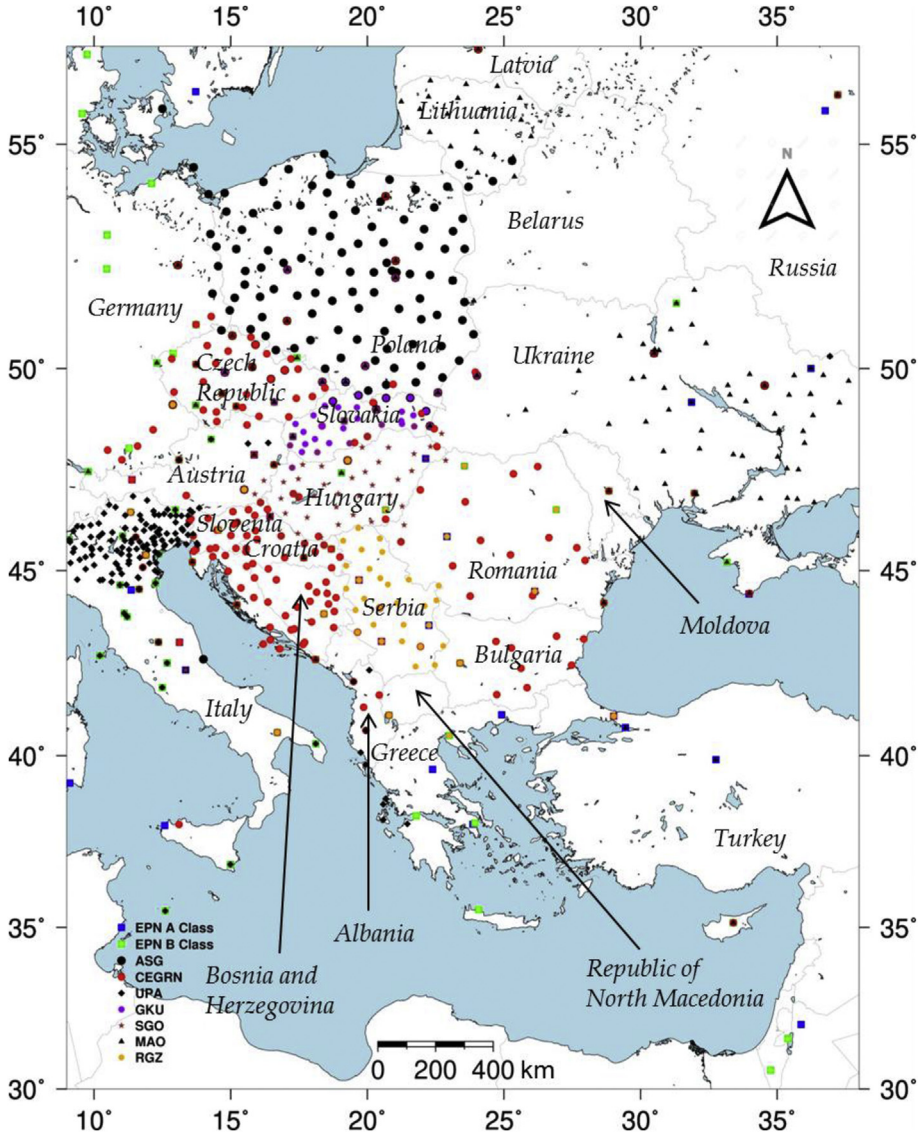 10° 15° 20° 25° 30° 35°
Latvia
Lithuania
55°
N
Belarus
Russia
Germany
Poland
Ukraine
50°
Czech
Republic
Slovakia
Austria
Hungary
Slovenia
Croatia
45°
Romania
Serbia
Moldova
Bulgaria
Italy
40°
Greece
Turkey
35°
EPN A Class
EPN B Class
ASG
CEGRN
UPA
GKU
SGO
MAO
RGZ
Albania
Bosnia and
Herzegovina
Republic of
North Macedonia
0 200 400 km
30°
10° 15° 20° 25° 30° 35°
55°
50°
45°
40°
35°
30°